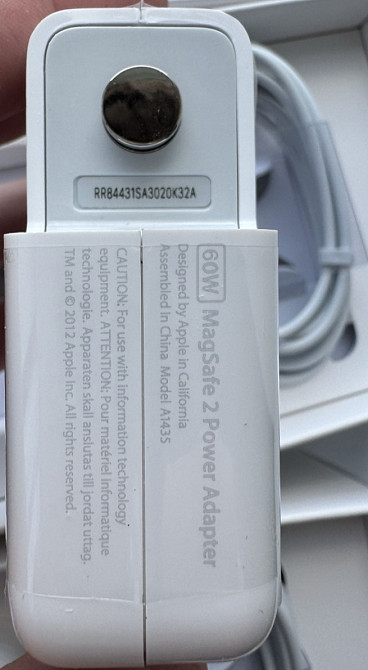 RR84431SA3020K32A
60W MagSafe 2 Power Adapter
Designed by Apple in California
Assembled in China Model A1435
CAUTION: For use with information technology
equipment. ATTENTION: Pour matériel informatique
technologie. Apparaten skall anslutas till jordat uttag.
TM and © 2012 Apple Inc. All rights reserved.